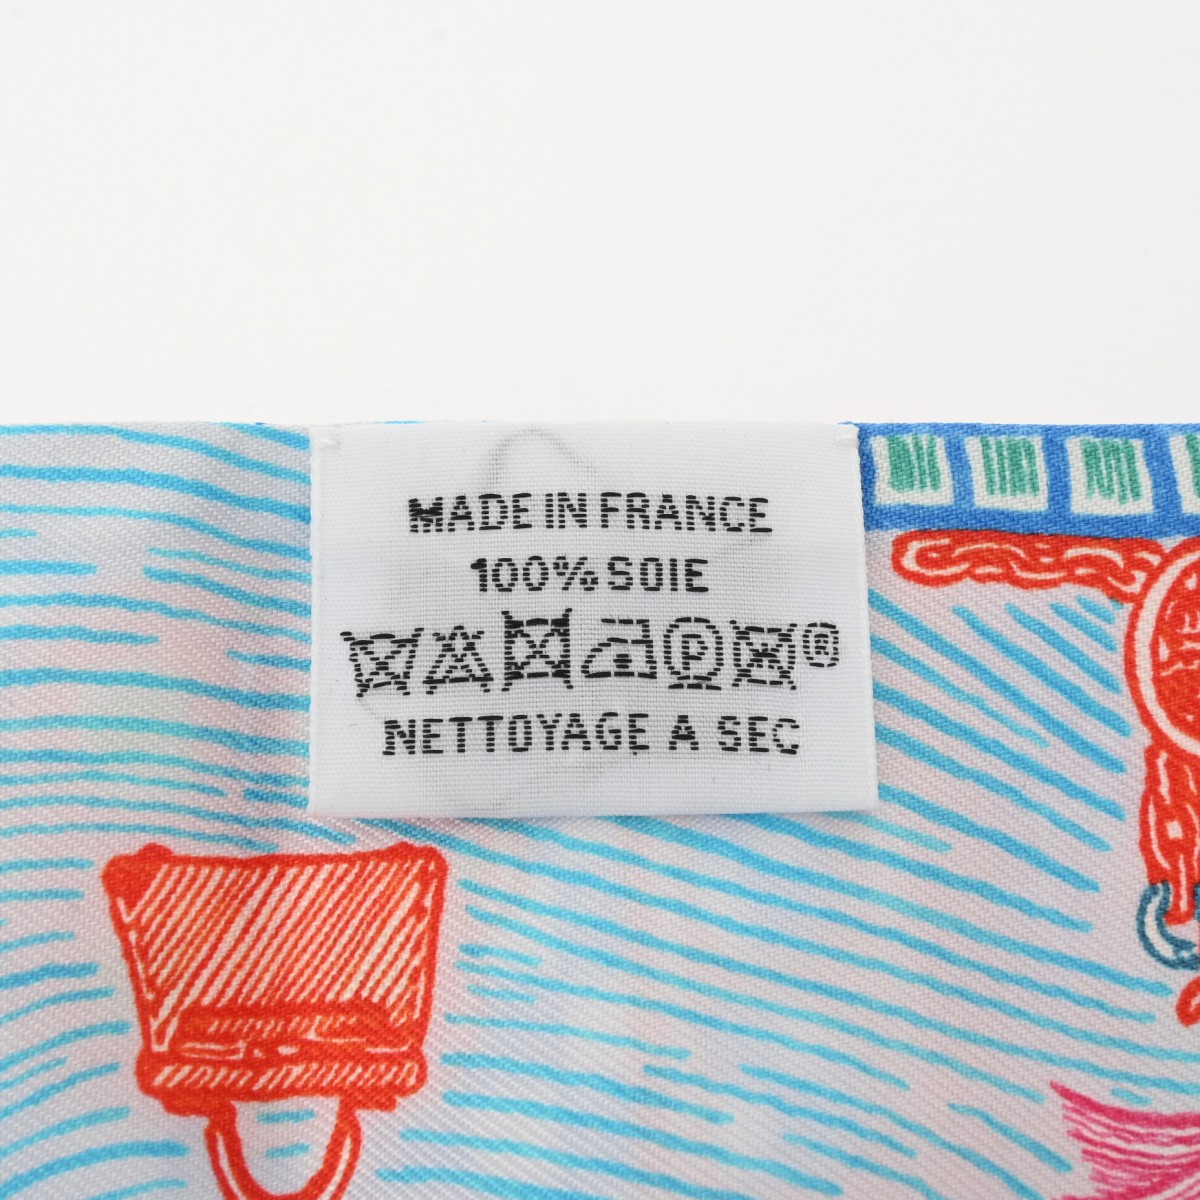 MADE IN FRANCE
100% SOIE
P ®
NETTOYAGE A SEC